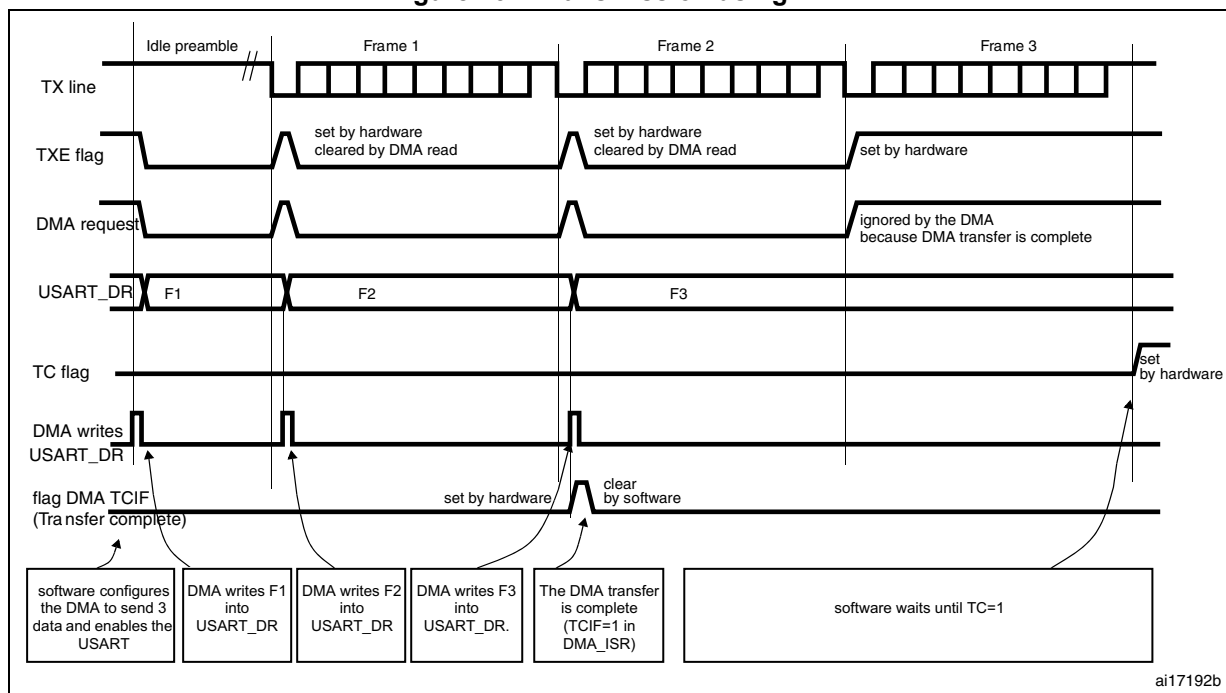 Idle preamble
Frame 1
Frame 2
Frame 3
TX line
TXE flag
set by hardware
cleared by DMA read
set by hardware
cleared by DMA read
set by hardware
DMA request
ignored by the DMA
because DMA transfer is complete
USART_DR
F1
F2
F3
TC flag
set
by hardware
DMA writes
USART_DR
flag DMA TCIF
(Transfer complete)
set by hardware
clear
by software
software configures
the DMA to send 3
data and enables the
USART
DMA writes F1
into
USART_DR
DMA writes F2
into
USART_DR
DMA writes F3
into
USART_DR.
The DMA transfer
is complete
(TCIF=1 in
DMA_ISR)
software waits until TC=1
ai17192b